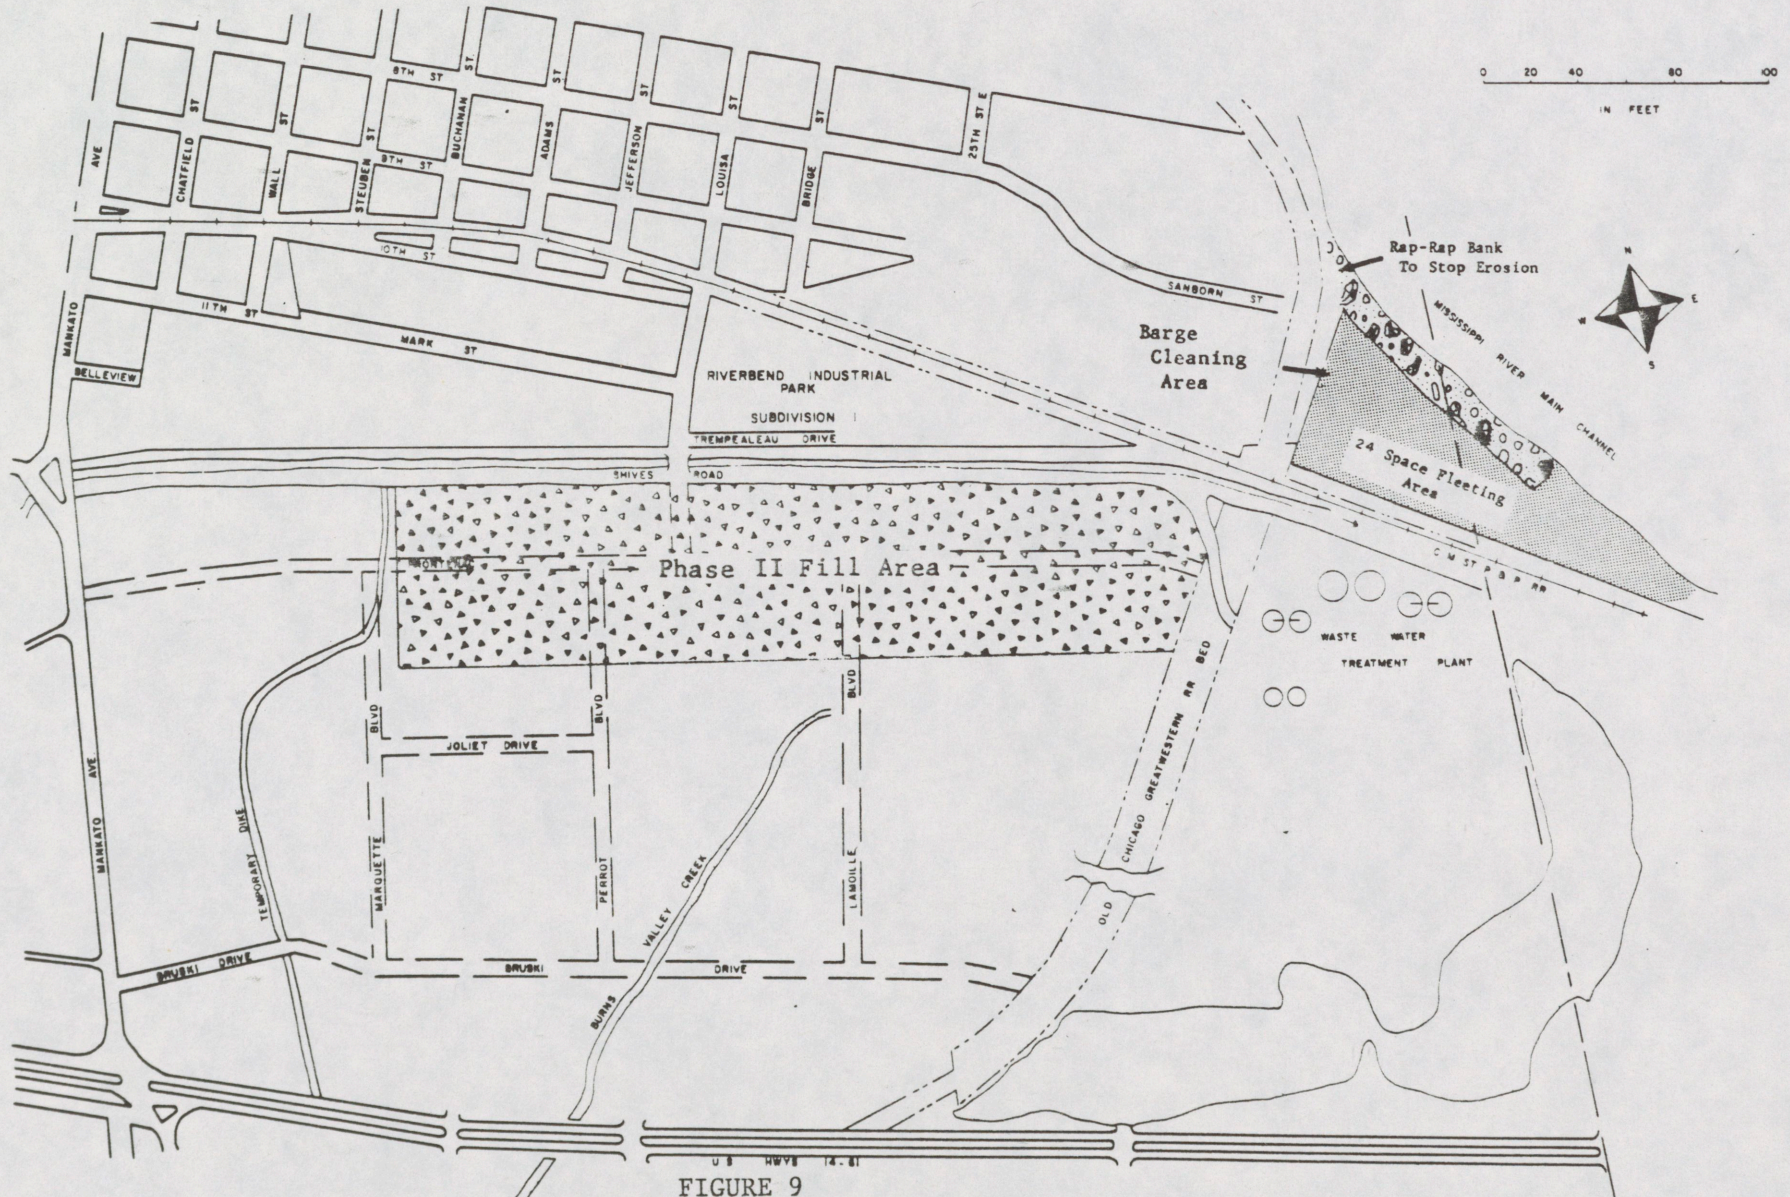 0 20 40 80 100
IN FEET
8TH ST
ST.
ST
ST
ST
ST
ST
ST
ST
AVE
CHATFIELD
WALL
STEUBEN
BUCHANAN
ADAMS
JEFFERSON
LOUISA
BRIDGE
25TH ST E
9TH ST
10TH ST
11TH ST
MARK ST
MANKATO
BELLEVIEW
SANBORN ST
Rap-Rap Bank
To Stop Erosion
N
E
W
S
MISSISSIPPI RIVER MAIN CHANNEL
Barge
Cleaning
Area
RIVERBEND INDUSTRIAL
PARK
SUBDIVISION I
TREMPEALEAU DRIVE
SHIVES ROAD
24 Space Fleeting
Area
C M ST P & P RR
Phase II Fill Area
WASTE WATER
TREATMENT PLANT
BLVD
BLVD
BLVD
JOLIET DRIVE
MANKATO AVE.
TEMPORARY DIKE
MARQUETTE
PERROT
BURNS VALLEY CREEK
LAMOILLE
OLD CHICAGO GREATWESTERN RR BED
BRUSKI DRIVE
BRUSKI DRIVE
U S HWYS 14-61
FIGURE 9